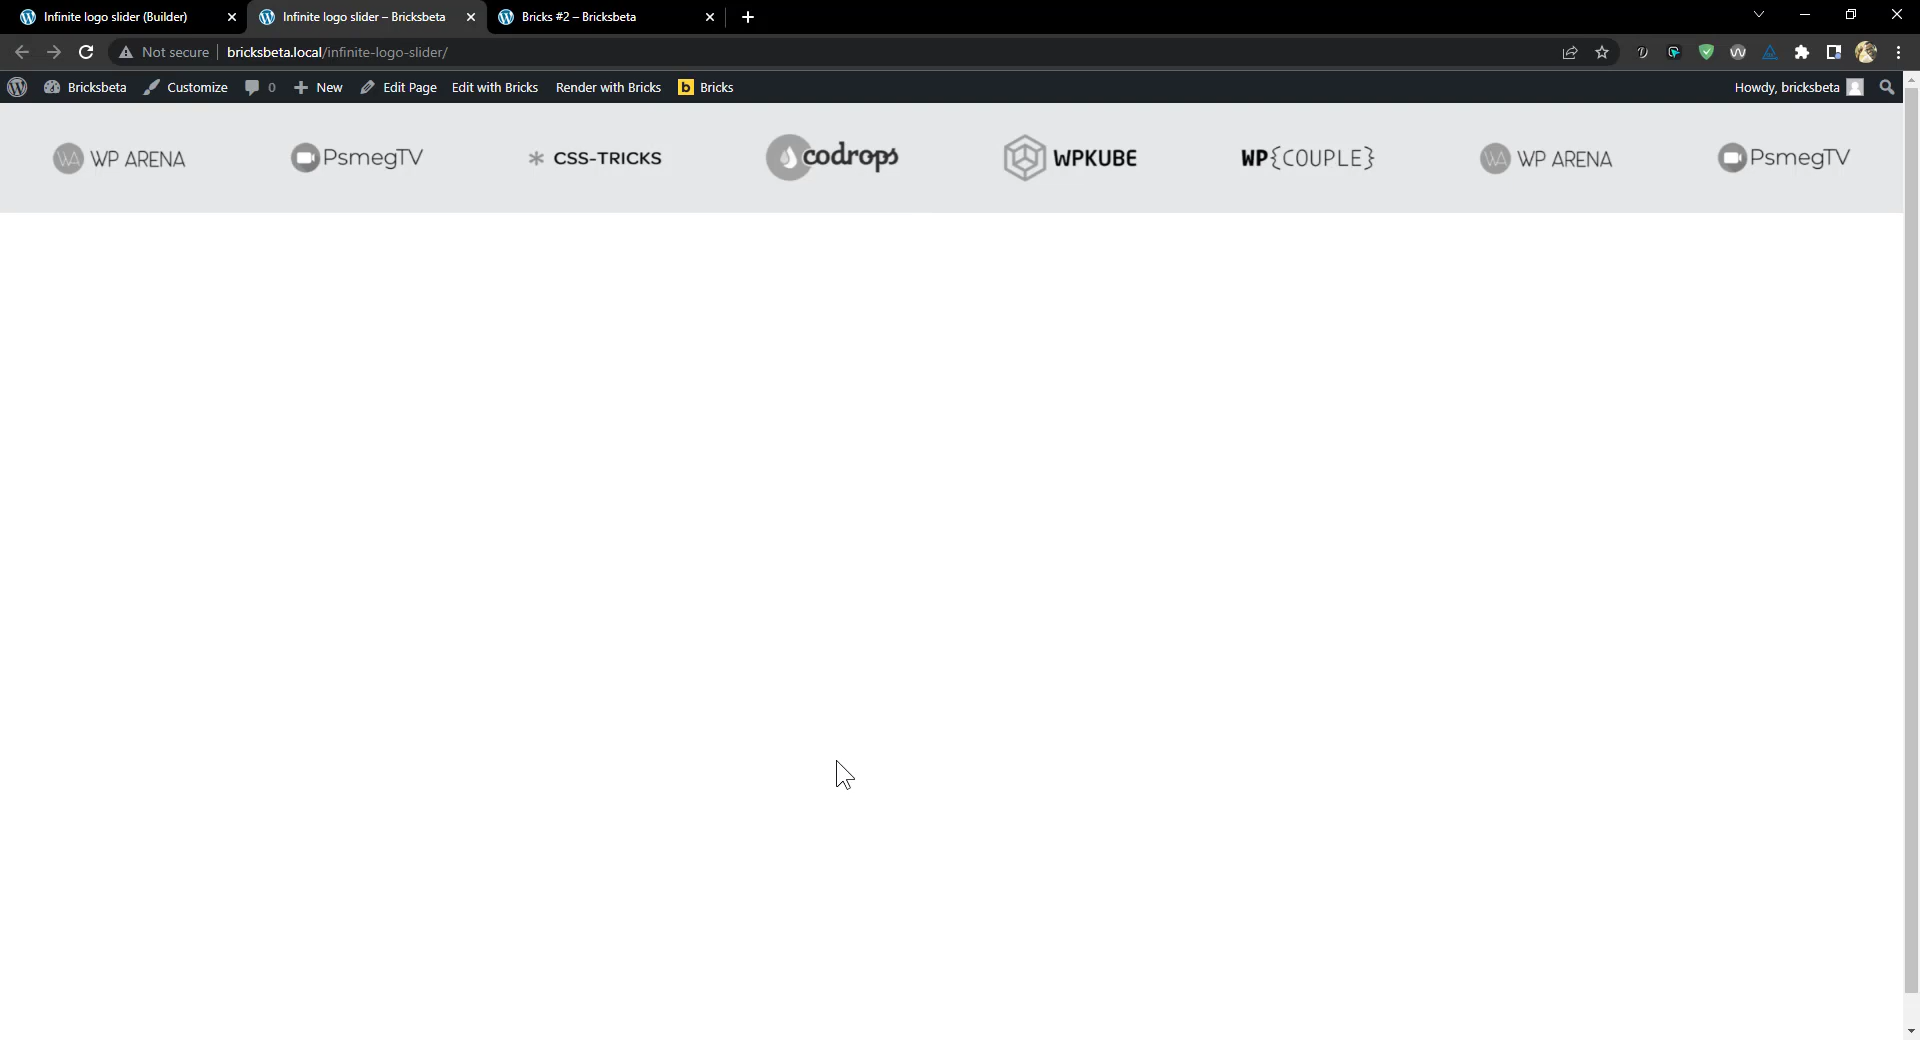 Infinite logo slider (Builder)
Infinite logo slider – Bricksbeta
Bricks #2 – Bricksbeta
Not secure
bricksbeta.local/infinite-logo-slider/
Bricksbeta
Customize
0
New
Edit Page
Edit with Bricks
Render with Bricks
b Bricks
Howdy, bricksbeta
WA WP ARENA
PsmegTV
* CSS-TRICKS
codrops
WPKUBE
WP{COUPLE}
WA WP ARENA
PsmegTV